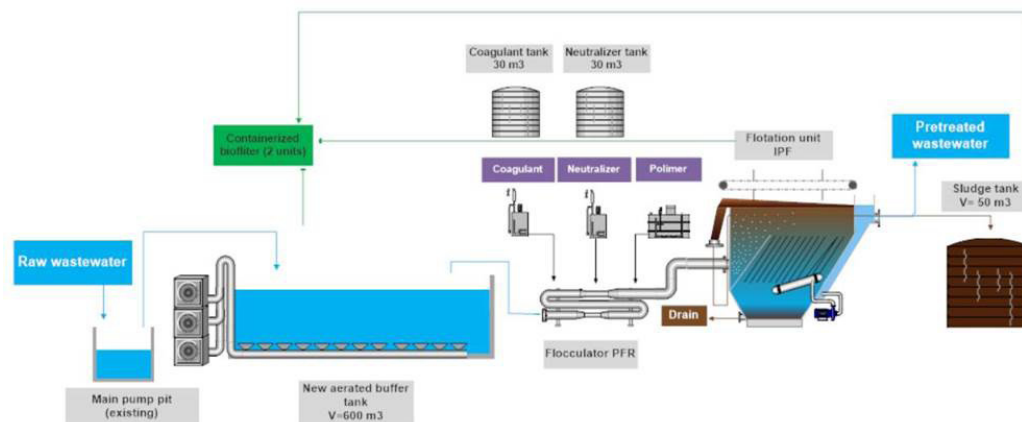 Coagulant tank
30 m3
Neutralizer tank
30 m3
Containerized
biofilter (2 units)
Flotation unit
IPF
Pretreated
wastewater
Coagulant
Neutralizer
Polimer
Sludge tank
V= 50 m3
Raw wastewater
Drain
Flocculator PFR
Main pump pit
(existing)
New aerated buffer
tank
V=600 m3